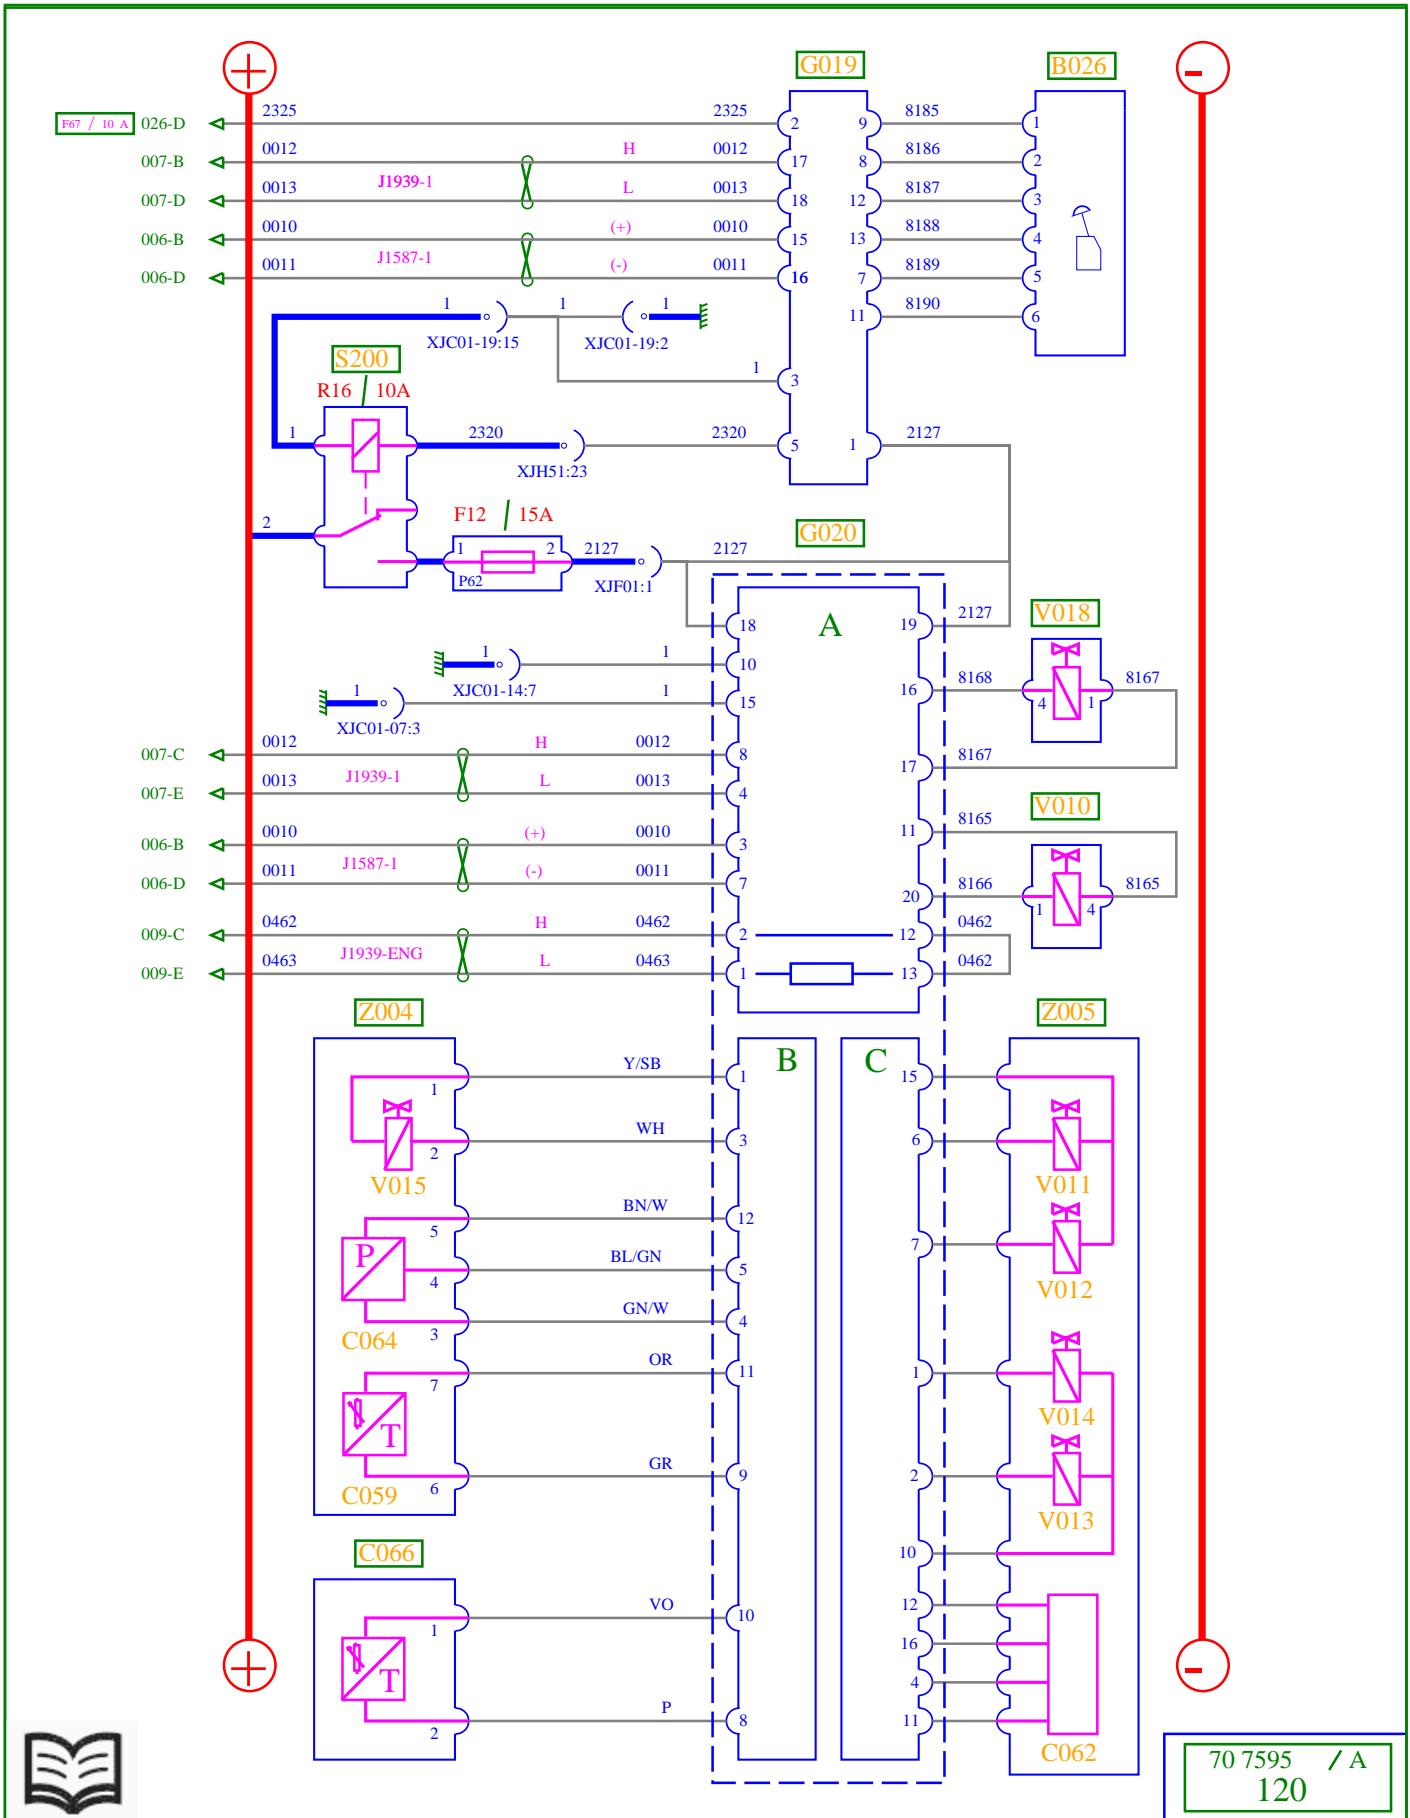 G019 B026
2325 2325 8185
F67 / 10 A 026-D 2 9 1
0012 H 0012 8186
007-B 17 8 2
0013 J1939-1 L 0013 8187
007-D 18 12 3
0010 (+) 0010 8188
006-B 15 13 4
0011 J1587-1 (-) 0011 8189
006-D 16 7 5
1 1 1 8190
11 6
XJC01-19:15 XJC01-19:2
S200
1 3
R16 / 10A
1 2320 2320 5 1 2127
XJH51:23
2 F12 / 15A G020
1 2 2127 2127
P62 XJF01:1
18 A 19 2127 V018
1 1 10
XJC01-14:7 16 8168 4 1 8167
1 1 15
XJC01-07:3
007-C 0012 H 0012 8 17 8167
007-E 0013 J1939-1 L 0013 4 V010
006-B 0010 (+) 0010 3 11 8165
006-D 0011 J1587-1 (-) 0011 7 20 8166 1 4 8165
009-C 0462 H 0462 2 12 0462
009-E 0463 J1939-ENG L 0463 1 13 0462
Z004 Z005
B C
1 Y/SB 1 15
2 WH 3 6
V015 V011
5 BN/W 12
P 4 BL/GN 5 7
V012
3 GN/W 4
C064
7 OR 11 1
T V014
6 GR 9 2
C059 V013
C066 10
1 VO 10 12
16
T 4
2 P 8 11
C062
70 7595 / A
120